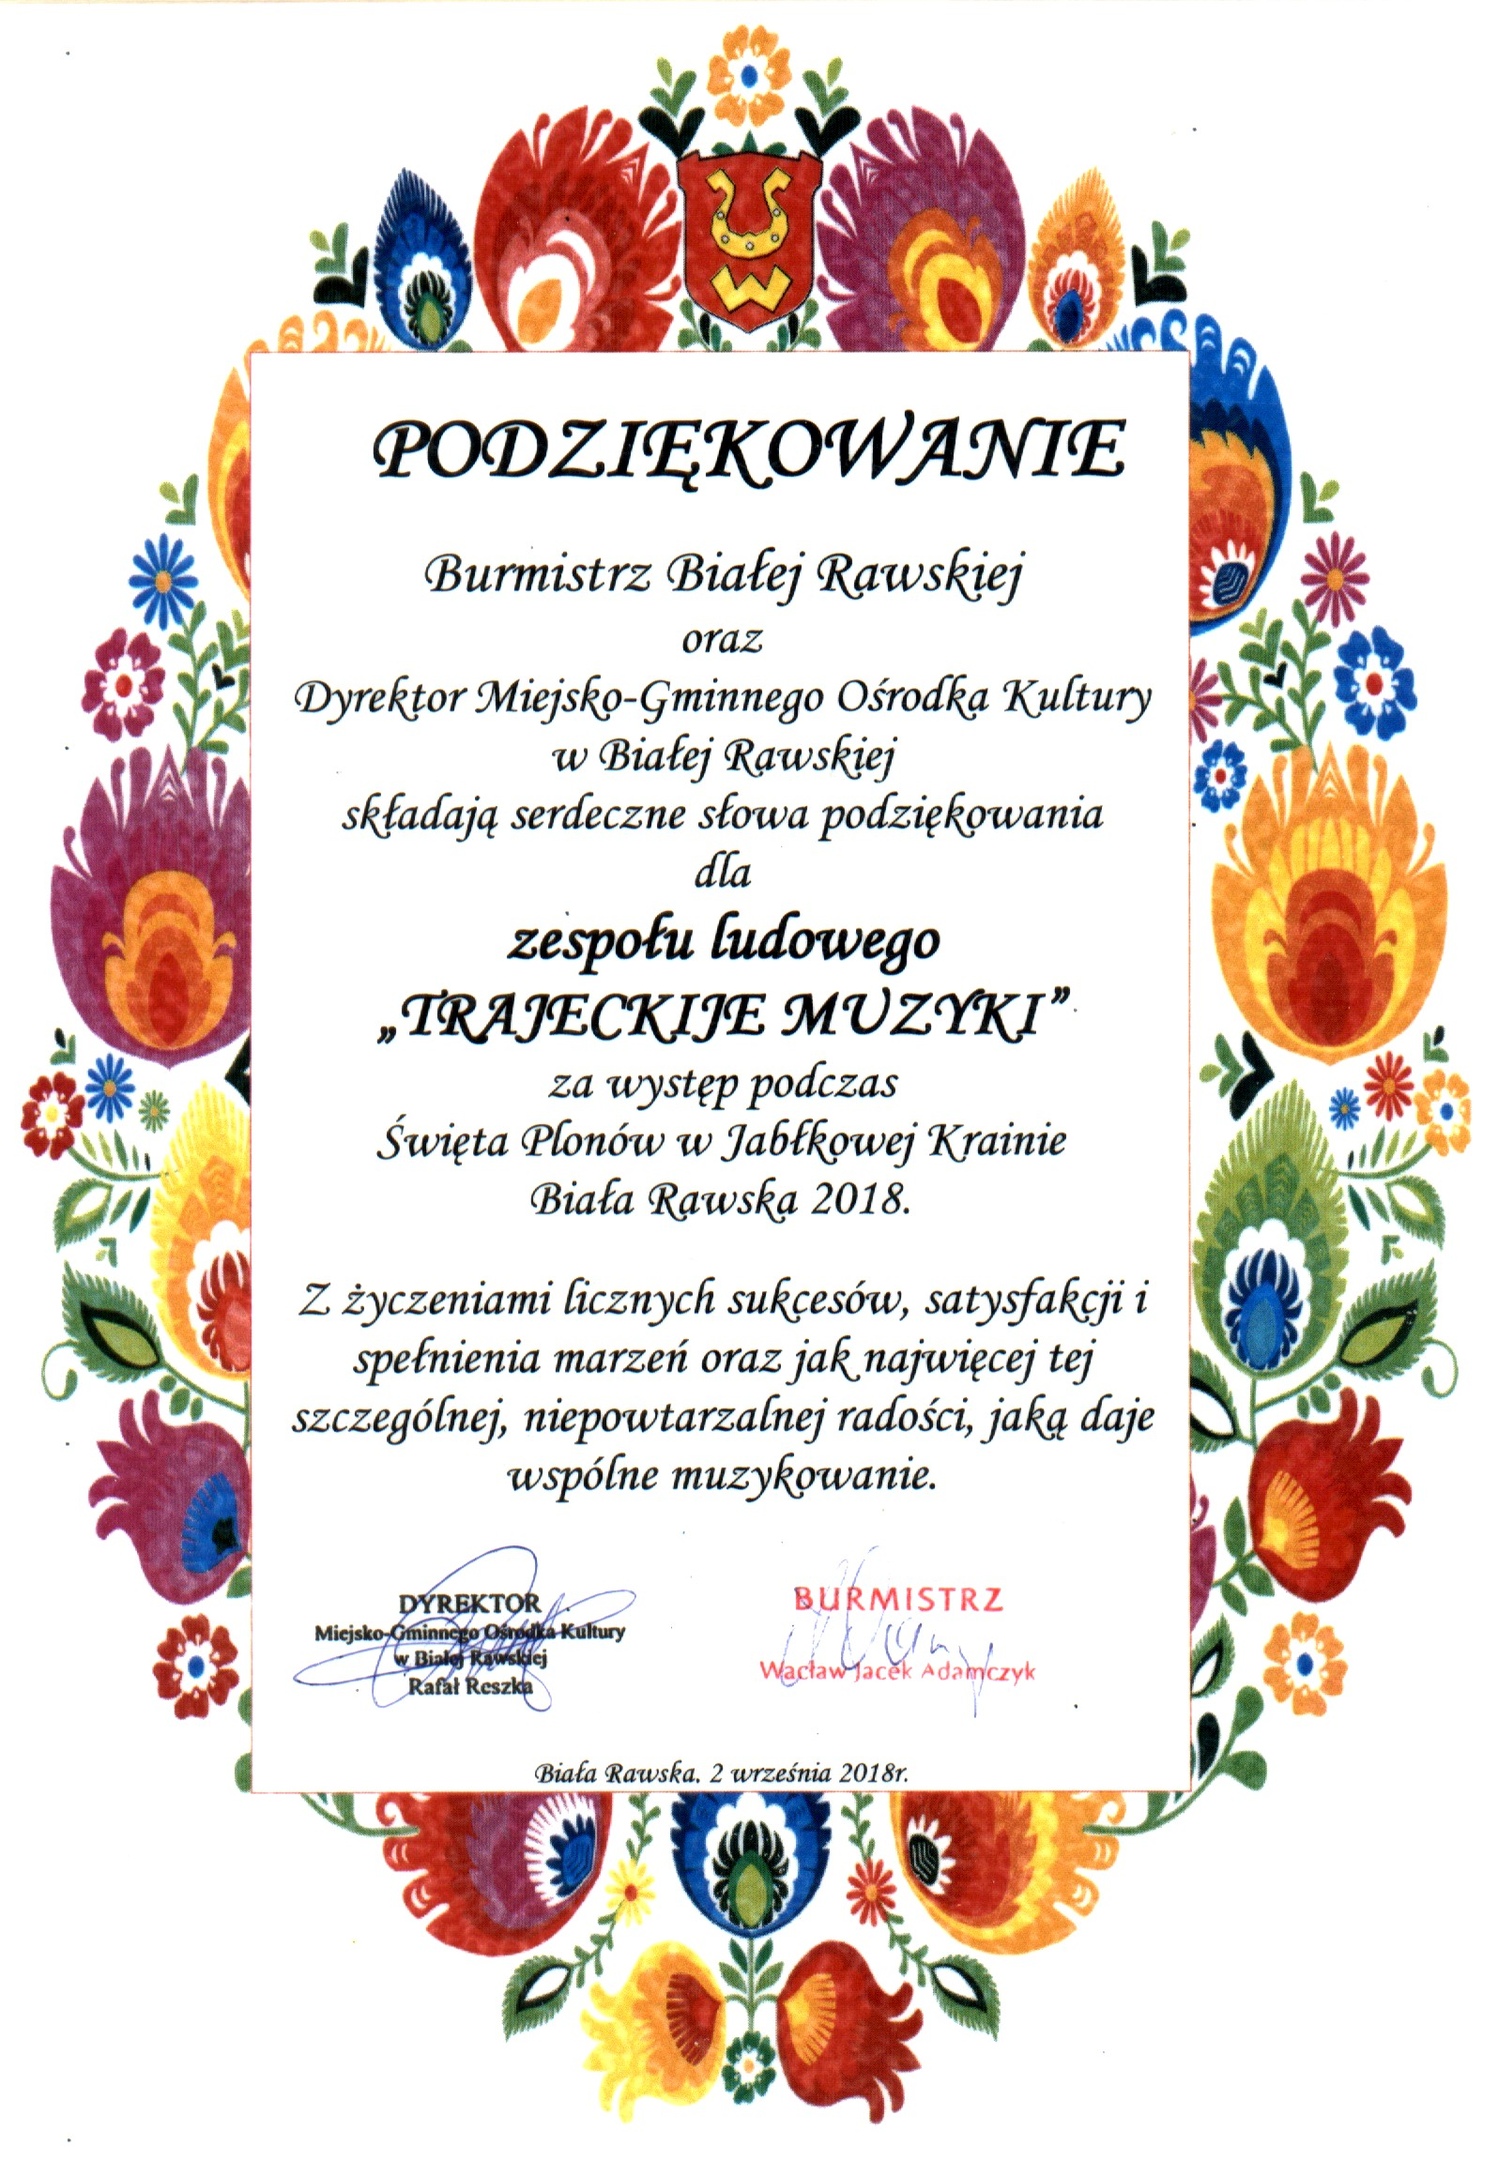 PODZIĘKOWANIE
Burmistrz Białej Rawskiej
oraz
Dyrektor Miejsko-Gminnego Ośrodka Kultury
w Białej Rawskiej
składają serdeczne słowa podziękowania
dla
zespołu ludowego
„TRAJECKIJE MUZYKI”
za występ podczas
Święta Plonów w Jabłkowej Krainie
Biała Rawska 2018.
Z życzeniami licznych sukcesów, satysfakcji i
spełnienia marzeń oraz jak najwięcej tej
szczególnej, niepowtarzalnej radości, jaką daje
wspólne muzykowanie.
DYREKTOR
Miejsko-Gminnego Ośrodka Kultury
w Białej Rawskiej
Rafał Reszka
BURMISTRZ
Wacław Jacek Adamczyk
Biała Rawska, 2 września 2018r.